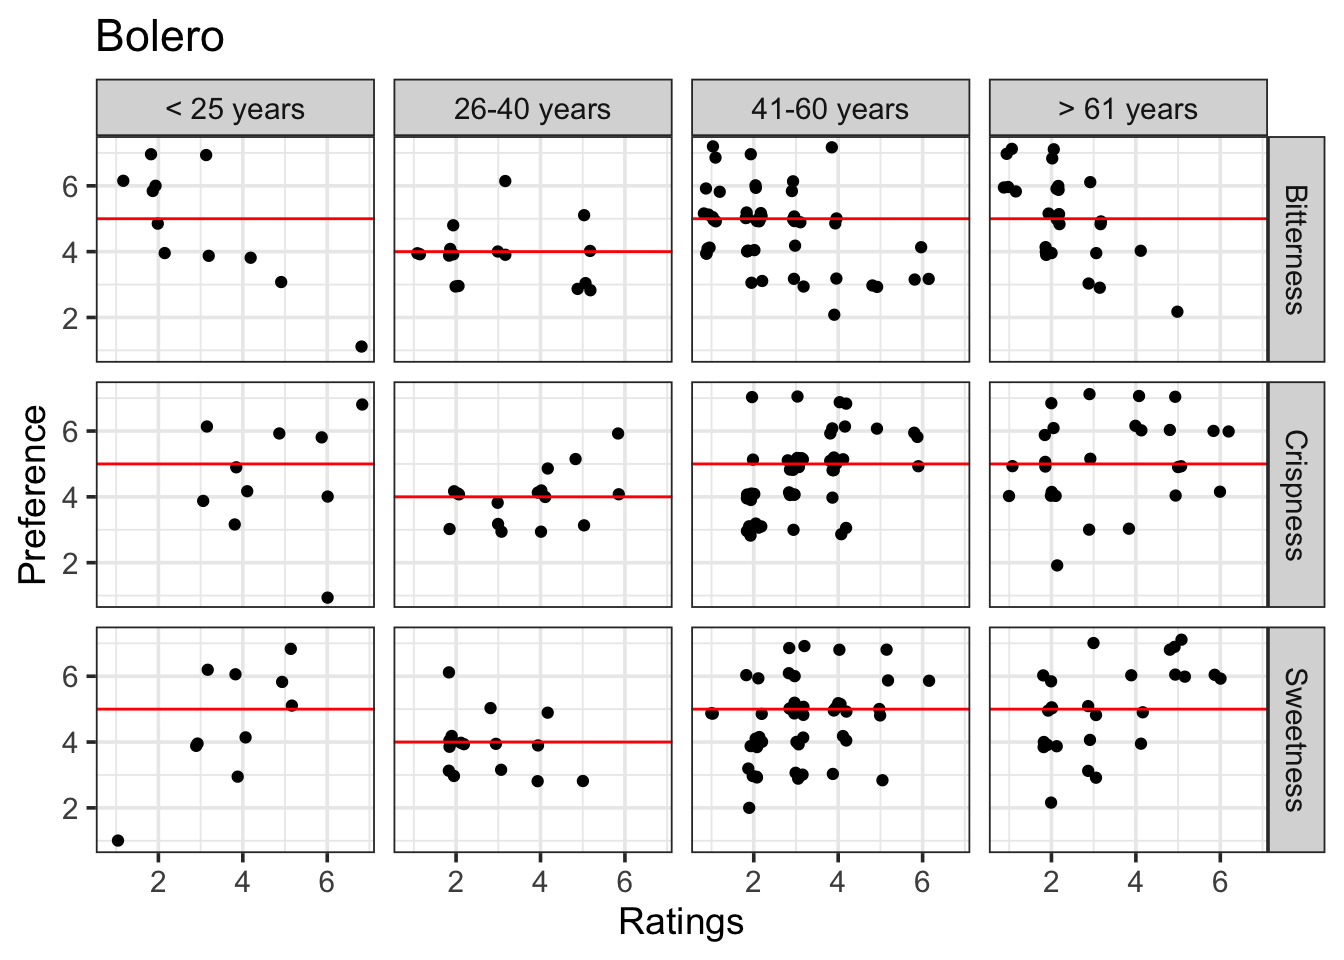 Bolero
< 25 years
26-40 years
41-60 years
> 61 years
6
4
2
Bitterness
Preference
6
4
2
Crispness
6
4
2
Sweetness
2 4 6 2 4 6 2 4 6 2 4 6
Ratings